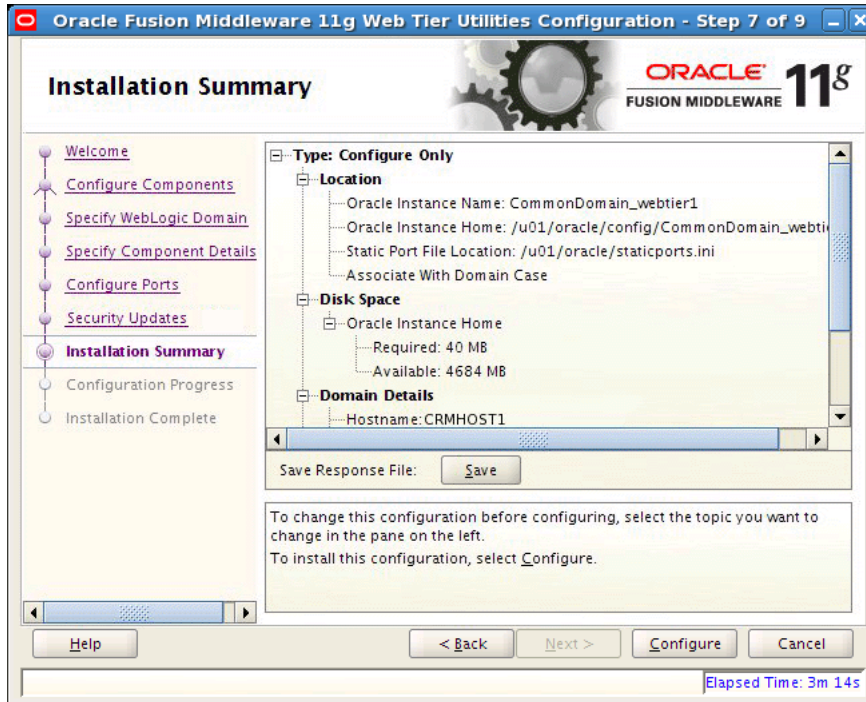 Oracle Fusion Middleware 11g Web Tier Utilities Configuration - Step 7 of 9
Installation Summary
ORACLE
FUSION MIDDLEWARE 11g
Welcome
Configure Components
Specify WebLogic Domain
Specify Component Details
Configure Ports
Security Updates
Installation Summary
Configuration Progress
Installation Complete
Type: Configure Only
Location
Oracle Instance Name: CommonDomain_webtier1
Oracle Instance Home: /u01/oracle/config/CommonDomain_webti
Static Port File Location: /u01/oracle/staticports.ini
Associate With Domain Case
Disk Space
Oracle Instance Home
Required: 40 MB
Available: 4684 MB
Domain Details
Hostname:CRMHOST1
Save Response File: Save
To change this configuration before configuring, select the topic you want to
change in the pane on the left.
To install this configuration, select Configure.
Help < Back Next > Configure Cancel
Elapsed Time: 3m 14s